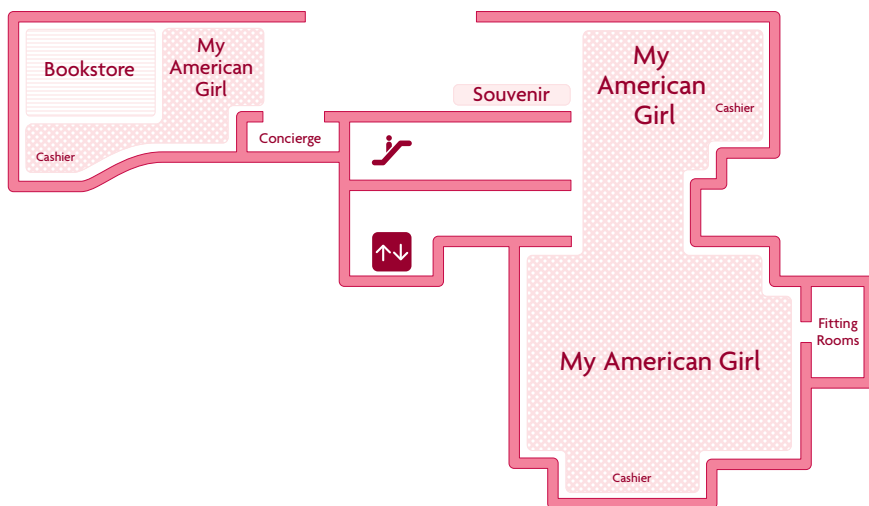 Bookstore
My
American
Girl
Cashier
Concierge
Souvenir
My
American
Girl
Cashier
My American Girl
Fitting
Rooms
Cashier